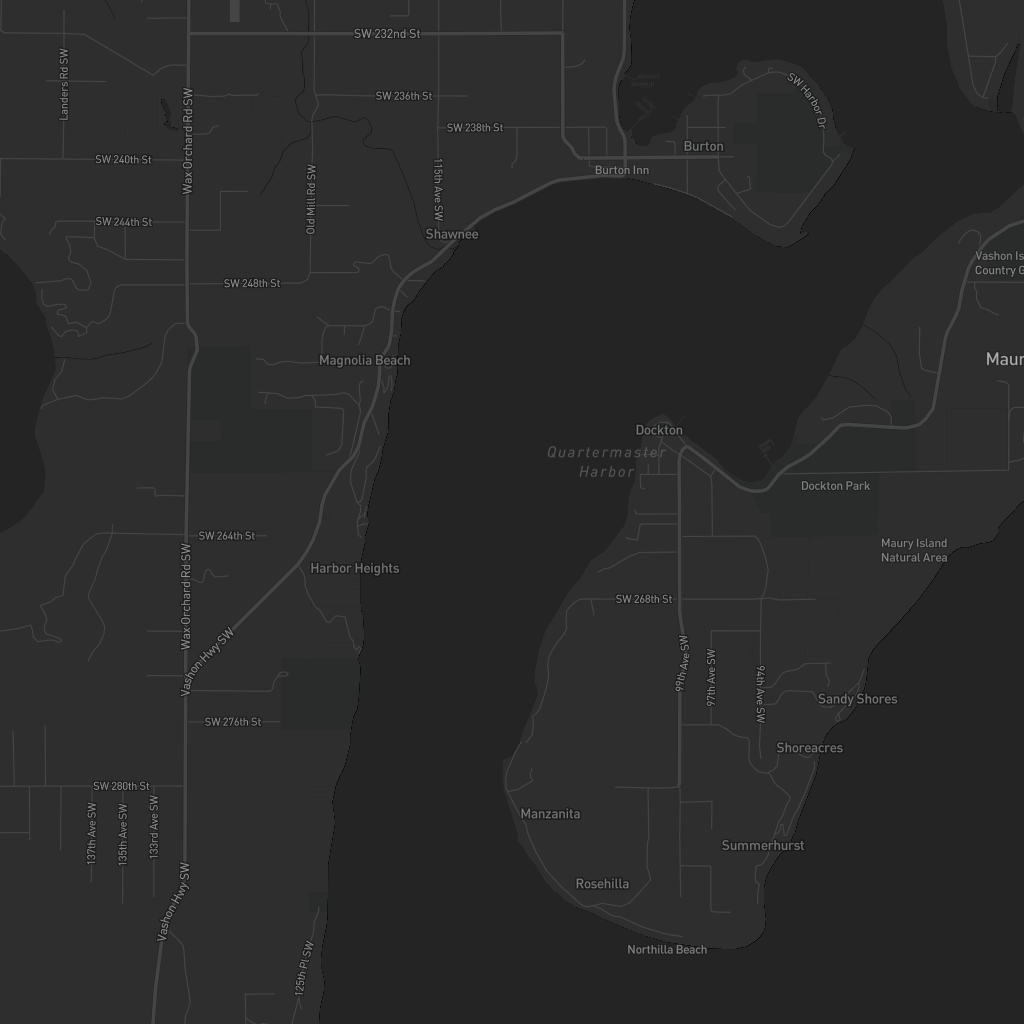 SW 232nd St
Landers Rd SW
SW 236th St
SW Harbor Dr
SW 238th St
Wax Orchard Rd SW
Burton
SW 240th St
Burton Inn
115th Ave SW
Old Mill Rd SW
SW 244th St
Shawnee
Vashon Is
Country G
SW 248th St
Magnolia Beach
Maur
Dockton
Quartermaster
Harbor
Dockton Park
SW 264th St
Maury Island
Natural Area
Harbor Heights
Wax Orchard Rd SW
SW 268th St
Vashon Hwy SW
99th Ave SW
97th Ave SW
94th Ave SW
Sandy Shores
SW 276th St
Shoreacres
SW 280th St
Manzanita
137th Ave SW
135th Ave SW
133rd Ave SW
Summerhurst
Rosehilla
Vashon Hwy SW
Northilla Beach
125th Pl SW